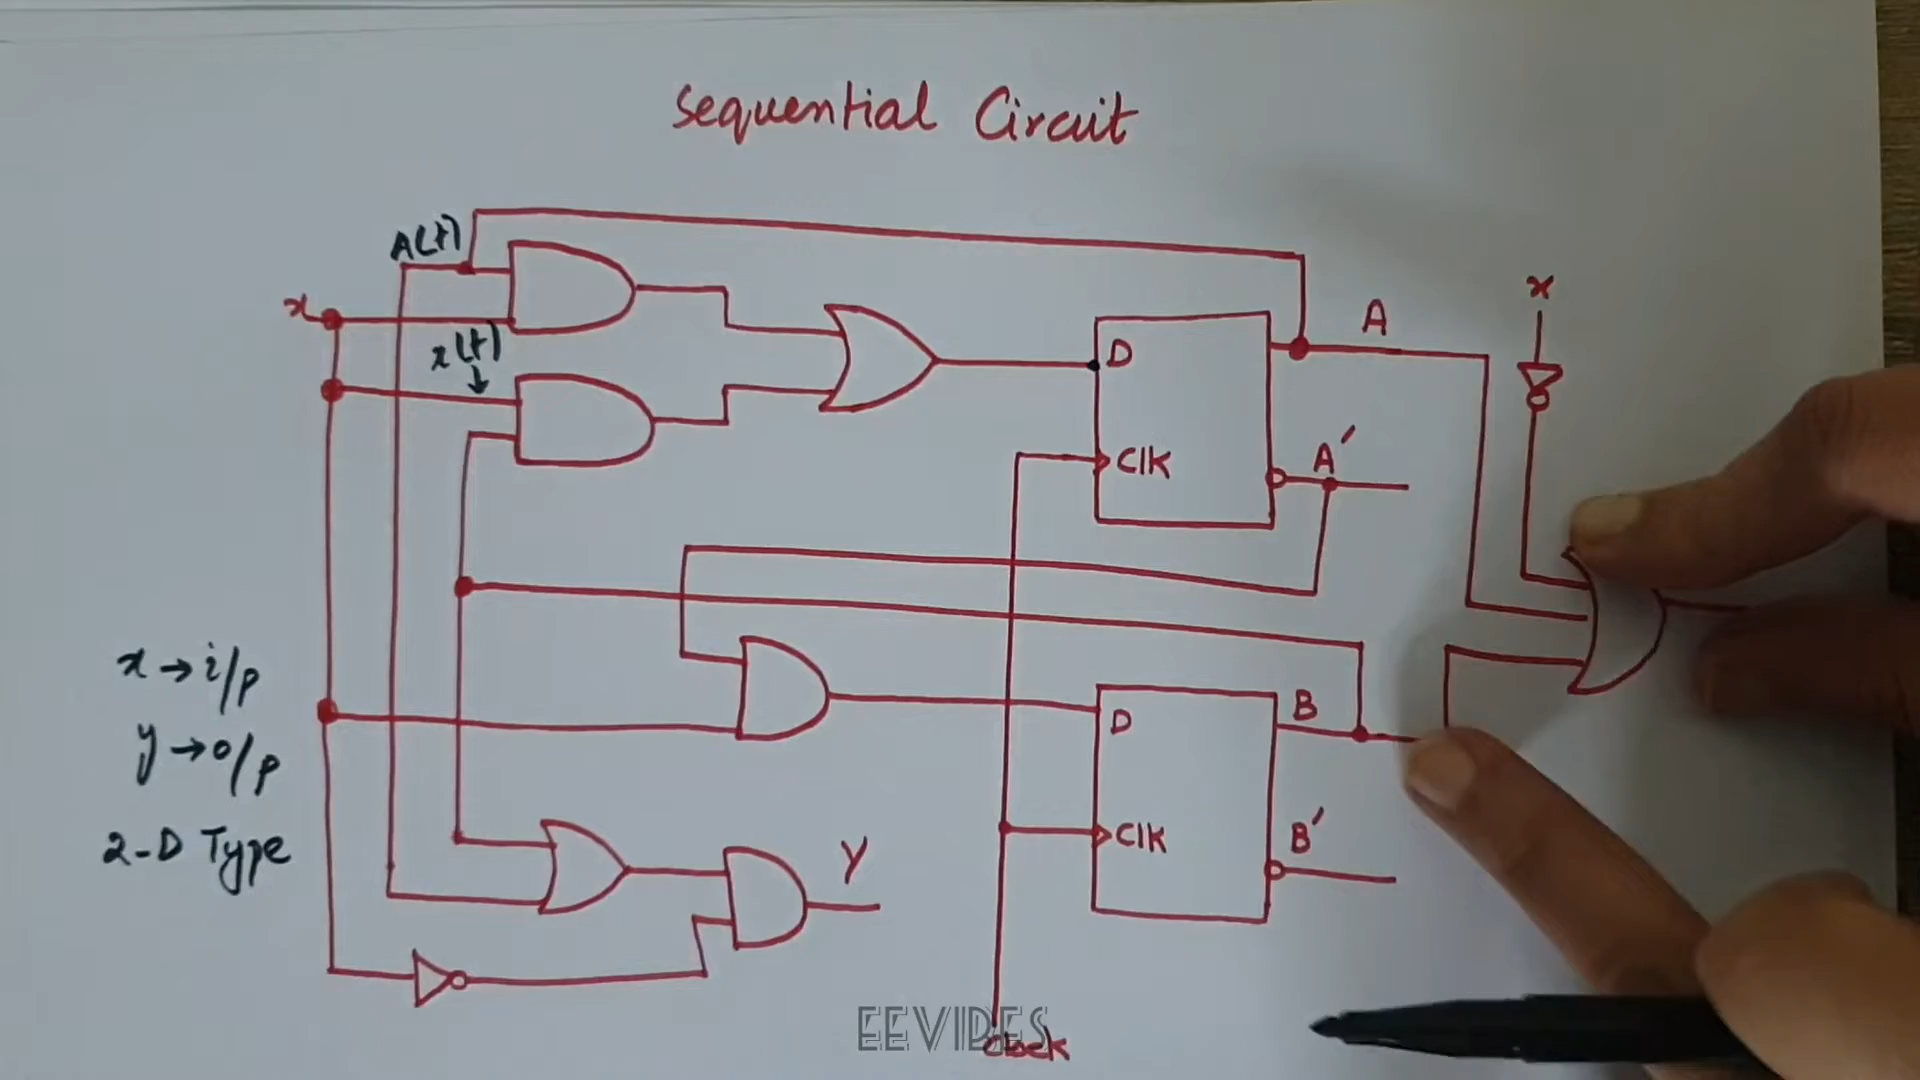 Sequential Circuit
A(t)
x
x
x(t)
A
D
A′
Clk
x → i/p
y → o/p
2-D Type
B
D
B′
Clk
Y
EEVIDES
Clock